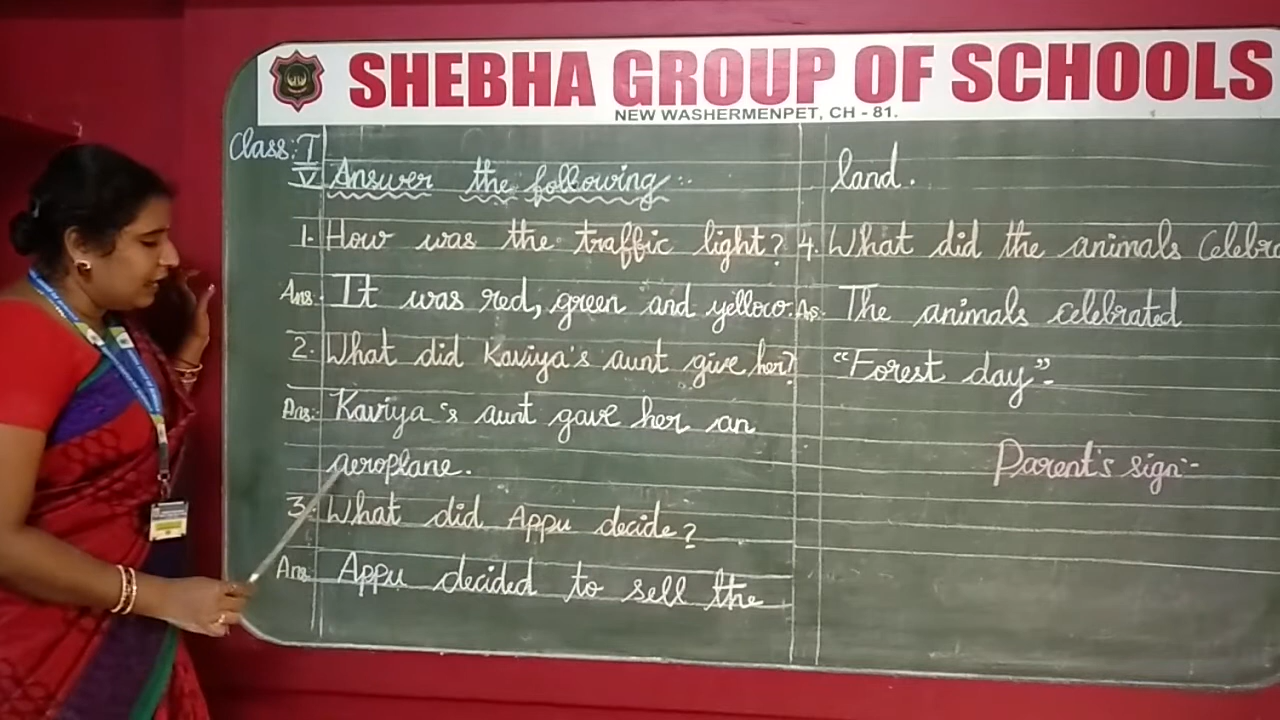 SHEBHA GROUP OF SCHOOLS
NEW WASHERMENPET, CH - 81.
Class: I
V Answer the following:-
1. How was the traffic light?
Ans: It was red, green and yellow.
2. What did Kaviya's aunt give her?
Ans:- Kaviya's aunt gave her an
aeroplane.
3. What did Appu decide?
Ans: Appu decided to sell the
land.
4. What did the animals Celebra
As:- The animals celebrated
"Forest day".
Parent's sign:-